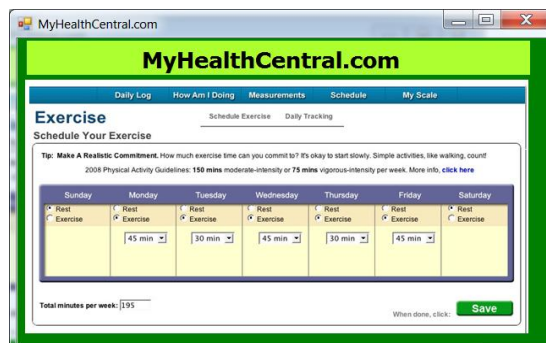 MyHealthCentral.com
MyHealthCentral.com
Daily Log How Am I Doing Measurements Schedule My Scale
Exercise
Schedule Exercise Daily Tracking
Schedule Your Exercise
Tip: Make A Realistic Commitment. How much exercise time can you commit to? It's okay to start slowly. Simple activities, like walking, count!
2008 Physical Activity Guidelines: 150 mins moderate-intensity or 75 mins vigorous-intensity per week. More info, click here
Sunday Monday Tuesday Wednesday Thursday Friday Saturday
Rest Rest Rest Rest Rest Rest Rest
Exercise Exercise Exercise Exercise Exercise Exercise Exercise
45 min 30 min 45 min 30 min 45 min
Total minutes per week: 195
When done, click: Save